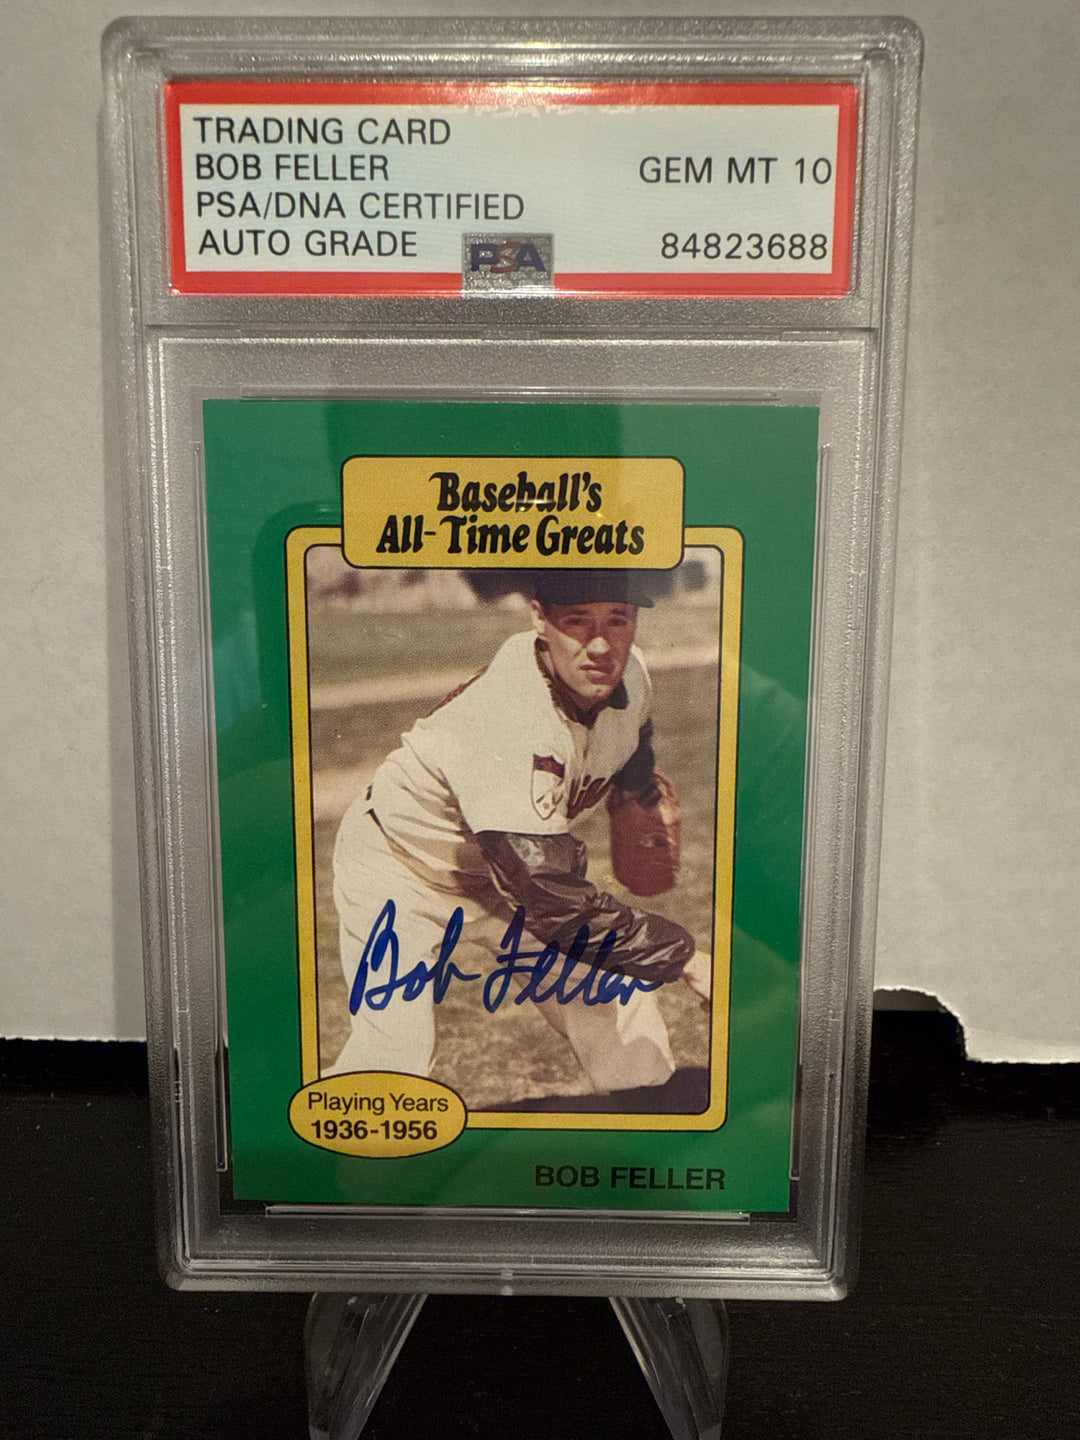 TRADING CARD
BOB FELLER
GEM MT 10
PSA/DNA CERTIFIED
AUTO GRADE
PSA
84823688
Baseball's
All-Time Greats
Bob Feller
Playing Years
1936-1956
BOB FELLER